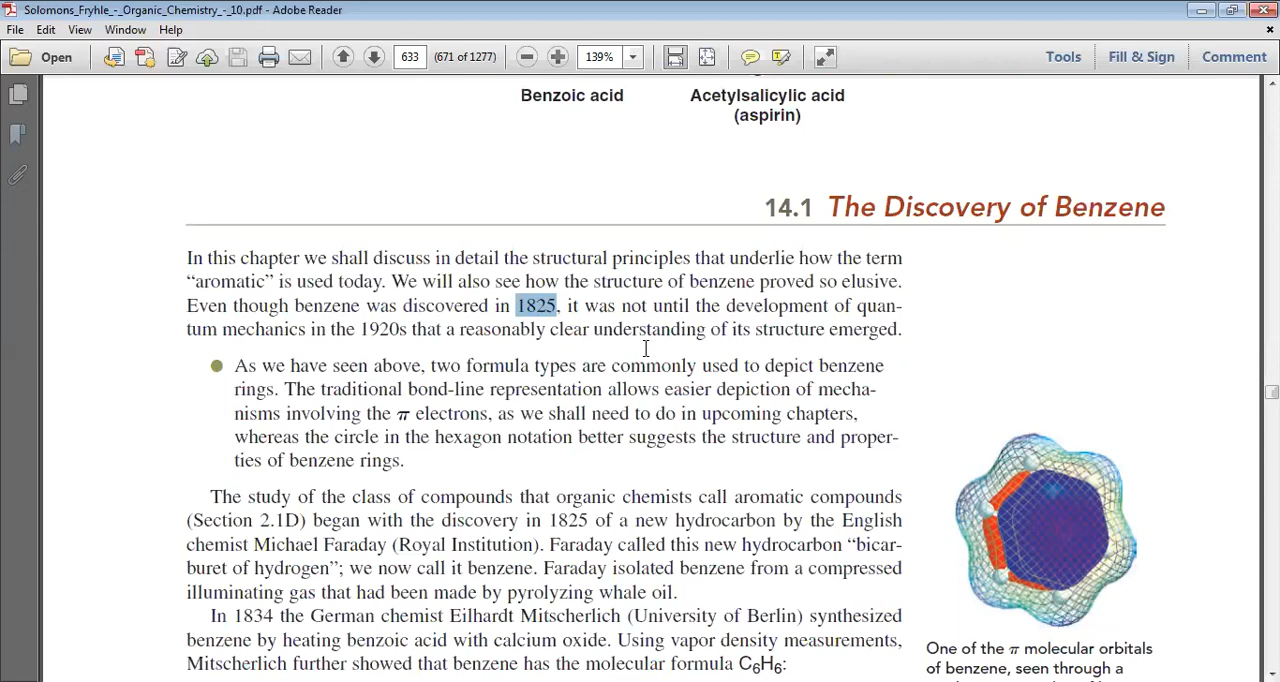 Solomons_Fryhle_-_Organic_Chemistry_-_10.pdf - Adobe Reader
File Edit View Window Help
Open 633 (671 of 1277) 139% Tools Fill & Sign Comment
Benzoic acid Acetylsalicylic acid
(aspirin)
14.1 The Discovery of Benzene
In this chapter we shall discuss in detail the structural principles that underlie how the term
“aromatic” is used today. We will also see how the structure of benzene proved so elusive.
Even though benzene was discovered in 1825, it was not until the development of quan-
tum mechanics in the 1920s that a reasonably clear understanding of its structure emerged.
● As we have seen above, two formula types are commonly used to depict benzene
rings. The traditional bond-line representation allows easier depiction of mecha-
nisms involving the π electrons, as we shall need to do in upcoming chapters,
whereas the circle in the hexagon notation better suggests the structure and proper-
ties of benzene rings.
The study of the class of compounds that organic chemists call aromatic compounds
(Section 2.1D) began with the discovery in 1825 of a new hydrocarbon by the English
chemist Michael Faraday (Royal Institution). Faraday called this new hydrocarbon “bicar-
buret of hydrogen”; we now call it benzene. Faraday isolated benzene from a compressed
illuminating gas that had been made by pyrolyzing whale oil.
In 1834 the German chemist Eilhardt Mitscherlich (University of Berlin) synthesized
benzene by heating benzoic acid with calcium oxide. Using vapor density measurements,
Mitscherlich further showed that benzene has the molecular formula C₆H₆:
One of the π molecular orbitals
of benzene, seen through a